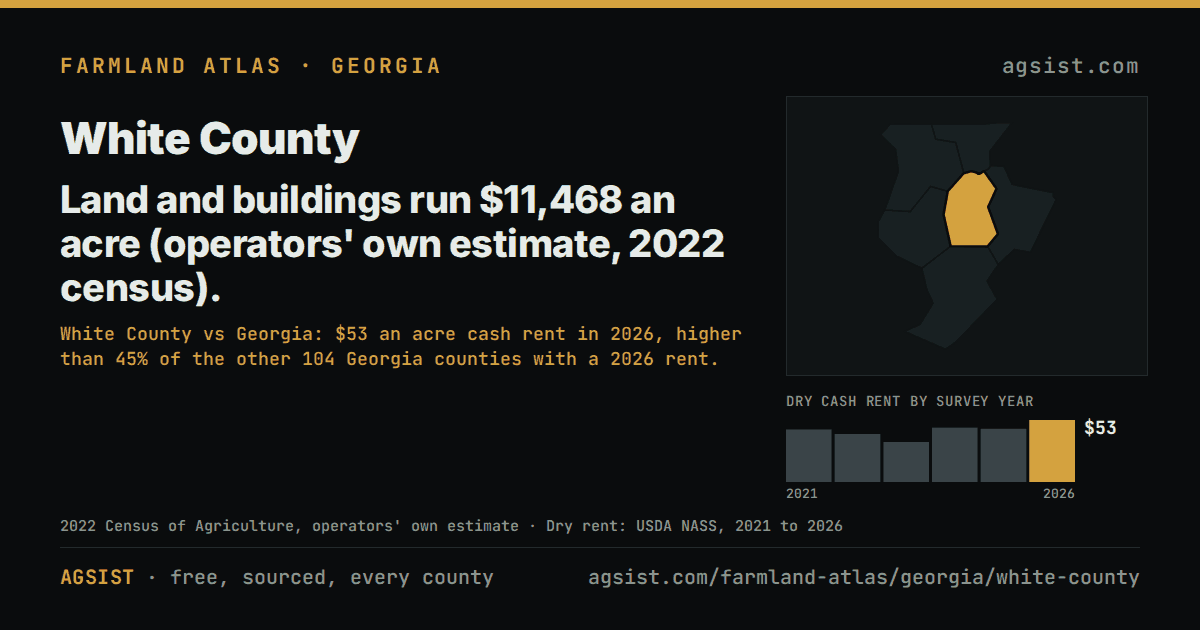 FARMLAND ATLAS · GEORGIA
agsist.com
White County
Land and buildings run $11,468 an
acre (operators' own estimate, 2022
census).
White County vs Georgia: $53 an acre cash rent in 2026, higher
than 45% of the other 104 Georgia counties with a 2026 rent.
DRY CASH RENT BY SURVEY YEAR
$53
2021
2026
2022 Census of Agriculture, operators' own estimate · Dry rent: USDA NASS, 2021 to 2026
AGSIST · free, sourced, every county
agsist.com/farmland-atlas/georgia/white-county